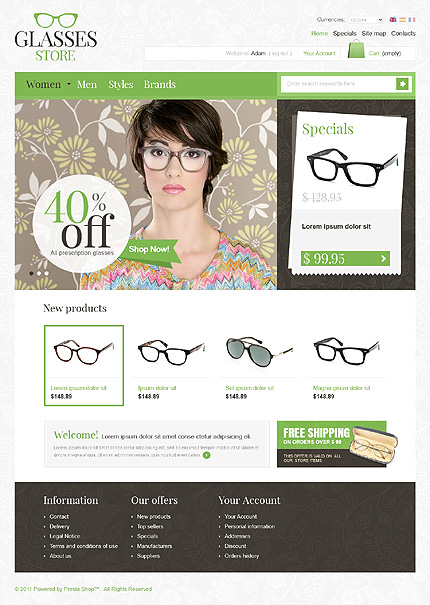 GLASSES
STORE
Currencies:
Home Specials Site map Contacts
Welcome Adam ( log out ) Your Account Cart (empty)
Women Men Styles Brands
Enter search keywords here
40%
off
All prescription glasses
Shop Now!
Specials
$ 128.95
Lorem ipsum dolor sit
$ 99.95
New products
Lorem ipsum dolor sit
$148.89
Ipsum dolor sit
$148.89
Set ipsum dolor sit
$148.89
Magna ipsum dolor sit
$148.89
Welcome! Lorem ipsum dolor sit amet conse ctetur adipisicing eli.
FREE SHIPPING
ON ORDERS OVER $ 99
THIS OFFER IS VALID ON ALL
OUR STORE ITEMS
Information
Contact
Delivery
Legal Notice
Terms and conditions of use
About us
Our offers
New products
Top sellers
Specials
Manufacturers
Suppliers
Your Account
Your Account
Personal information
Addresses
Discount
Orders history
© 2011 Powered by Presta Shop™. All Rights Reserved